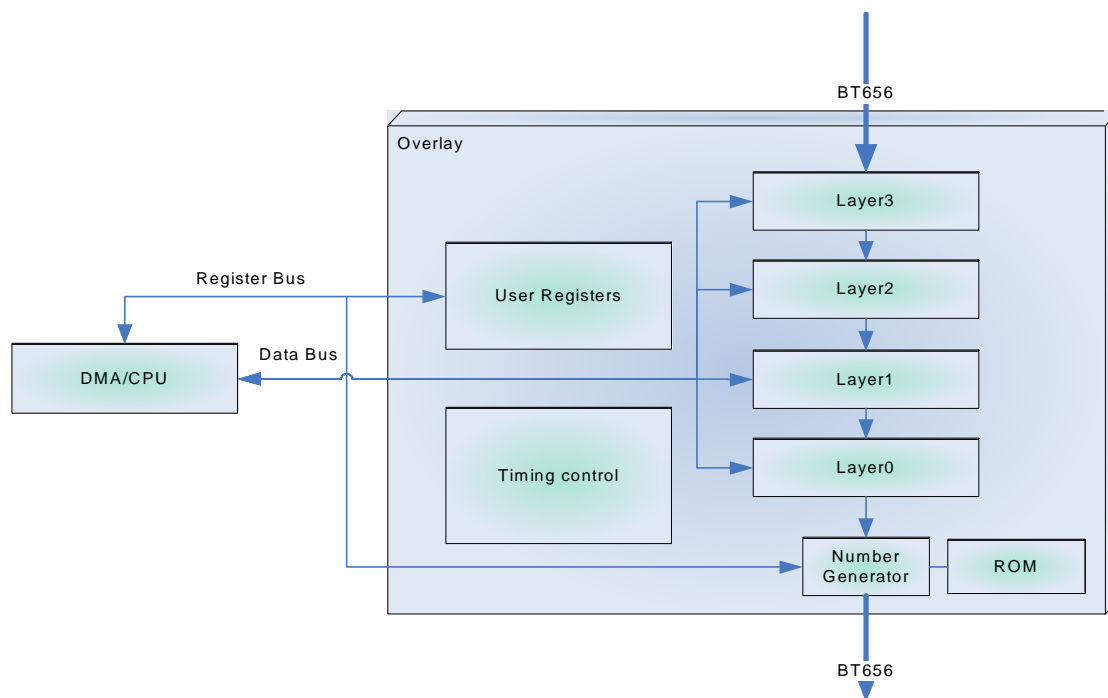 BT656
Overlay
Layer3
Register Bus
User Registers
Layer2
Data Bus
DMA/CPU
Layer1
Timing control
Layer0
Number
Generator
ROM
BT656